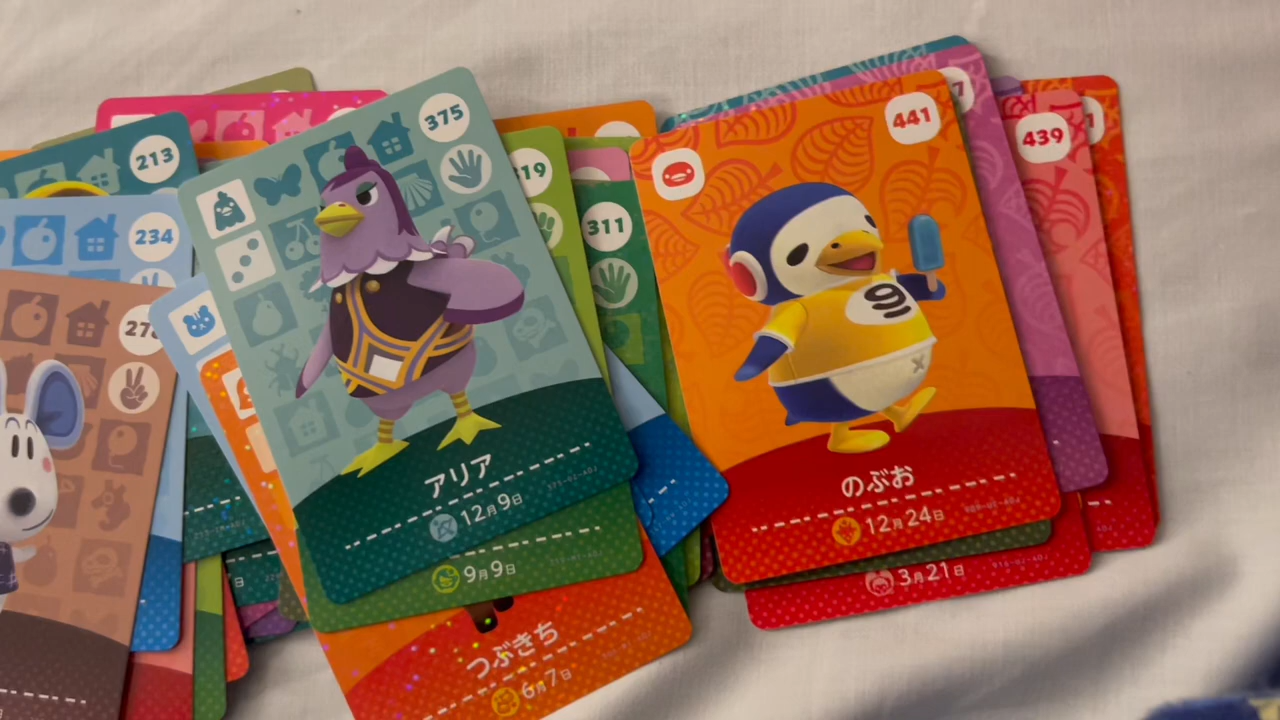 213
234
375
アリア
12月9日
319
9月9日
つぶきち
6月7日
311
441
9
のぶお
12月24日
439
3月21日